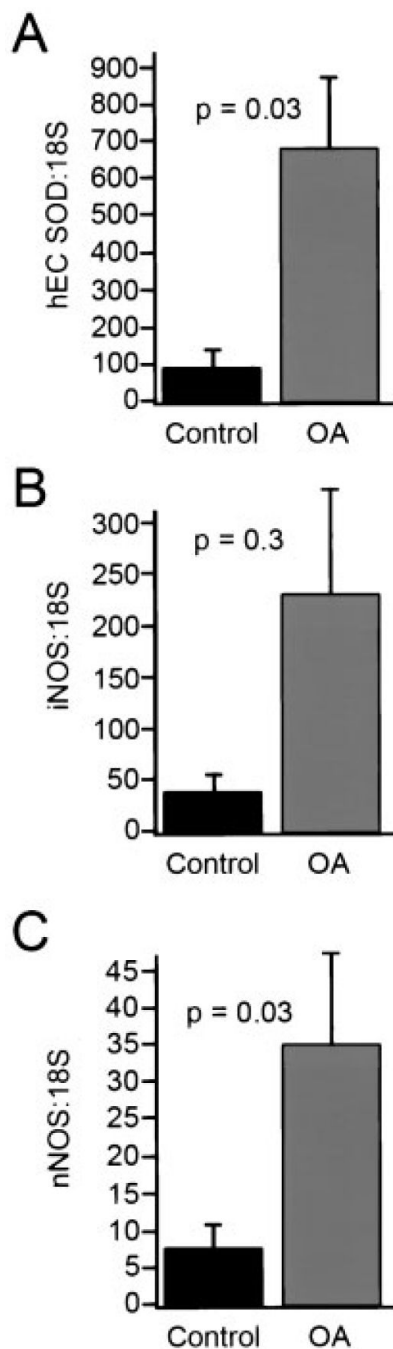 A
hEC SOD:18S
900
800
700
600
500
400
300
200
100
0
p = 0.03
Control OA
B
iNOS:18S
300
250
200
150
100
50
0
p = 0.3
Control OA
C
nNOS:18S
45
40
35
30
25
20
15
10
5
0
p = 0.03
Control OA